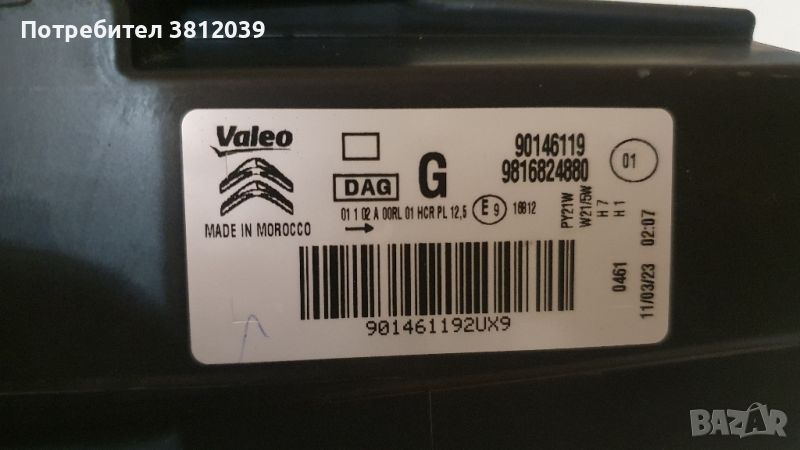 Потребител 3812039
Valeo
DAG
G
90146119
9816824880
01
01 1 02 A 00RL 01 HCR PL 12,5
E9
16812
MADE IN MOROCCO
PY21W
W21/5W
H7
H1
0461
11/03/23 02:07
901461192UX9
BAZAR